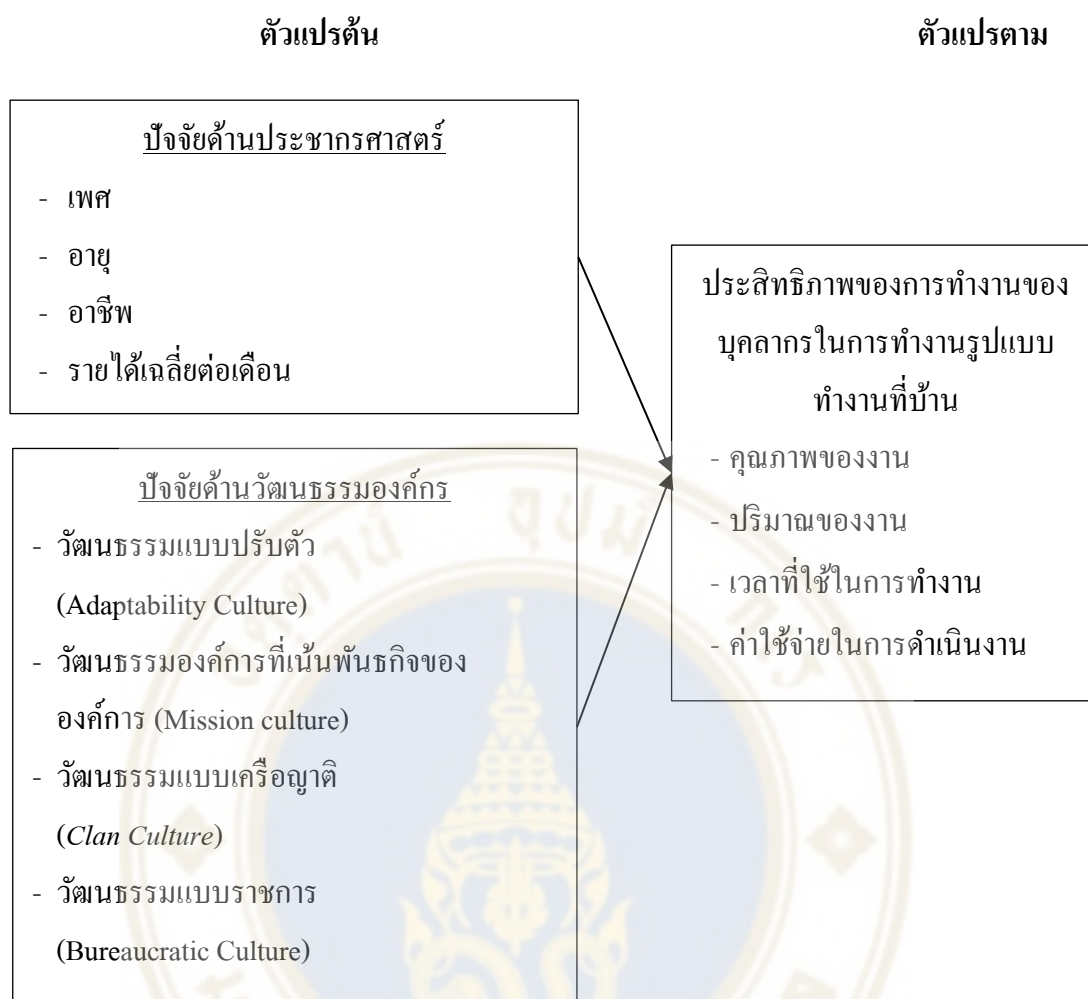 ตัวแปรต้น
ตัวแปรตาม
ปัจจัยด้านประชากรศาสตร์
- เพศ
- อายุ
- อาชีพ
- รายได้เฉลี่ยต่อเดือน
ปัจจัยด้านวัฒนธรรมองค์กร
- วัฒนธรรมแบบปรับตัว
(Adaptability Culture)
- วัฒนธรรมองค์การที่เน้นพันธกิจของ
องค์การ (Mission culture)
- วัฒนธรรมแบบเครือญาติ
(Clan Culture)
- วัฒนธรรมแบบราชการ
(Bureaucratic Culture)
ประสิทธิภาพของการทำงานของ
บุคลากรในการทำงานรูปแบบ
ทำงานที่บ้าน
- คุณภาพของงาน
- ปริมาณของงาน
- เวลาที่ใช้ในการทำงาน
- ค่าใช้จ่ายในการดำเนินงาน